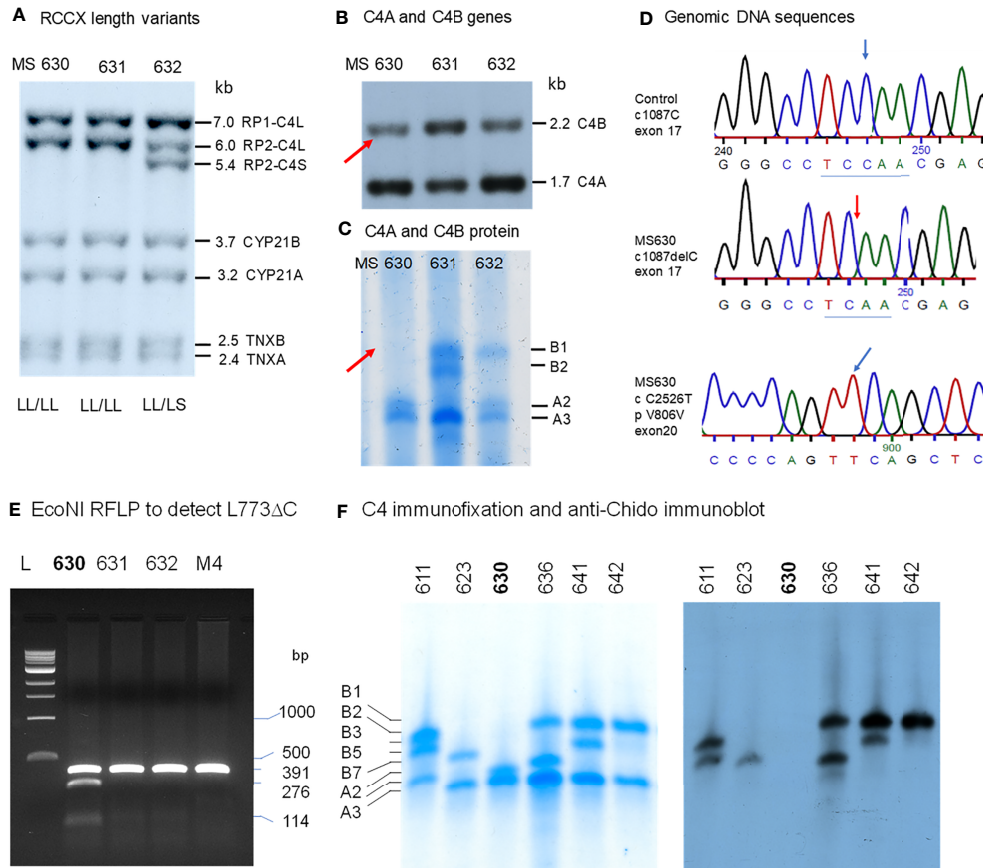 A RCCX length variants
MS 630 631 632
kb
7.0 RP1-C4L
6.0 RP2-C4L
5.4 RP2-C4S
3.7 CYP21B
3.2 CYP21A
2.5 TNXB
2.4 TNXA
LL/LL LL/LL LL/LS
B C4A and C4B genes
MS 630 631 632
kb
2.2 C4B
1.7 C4A
C C4A and C4B protein
MS 630 631 632
B1
B2
A2
A3
D Genomic DNA sequences
Control
c1087C
exon 17
240 250
G G G C C T C C A A C G A G
MS630
c1087delC
exon 17
250
G G G C C T C A A C G A G
MS630
c C2526T
p V806V
exon20
900
C C C C A G T T C A G C T C
E EcoNI RFLP to detect L773ΔC
L 630 631 632 M4
bp
1000
500
391
276
114
F C4 immunofixation and anti-Chido immunoblot
611 623 630 636 641 642
611 623 630 636 641 642
B1
B2
B3
B5
B7
A2
A3